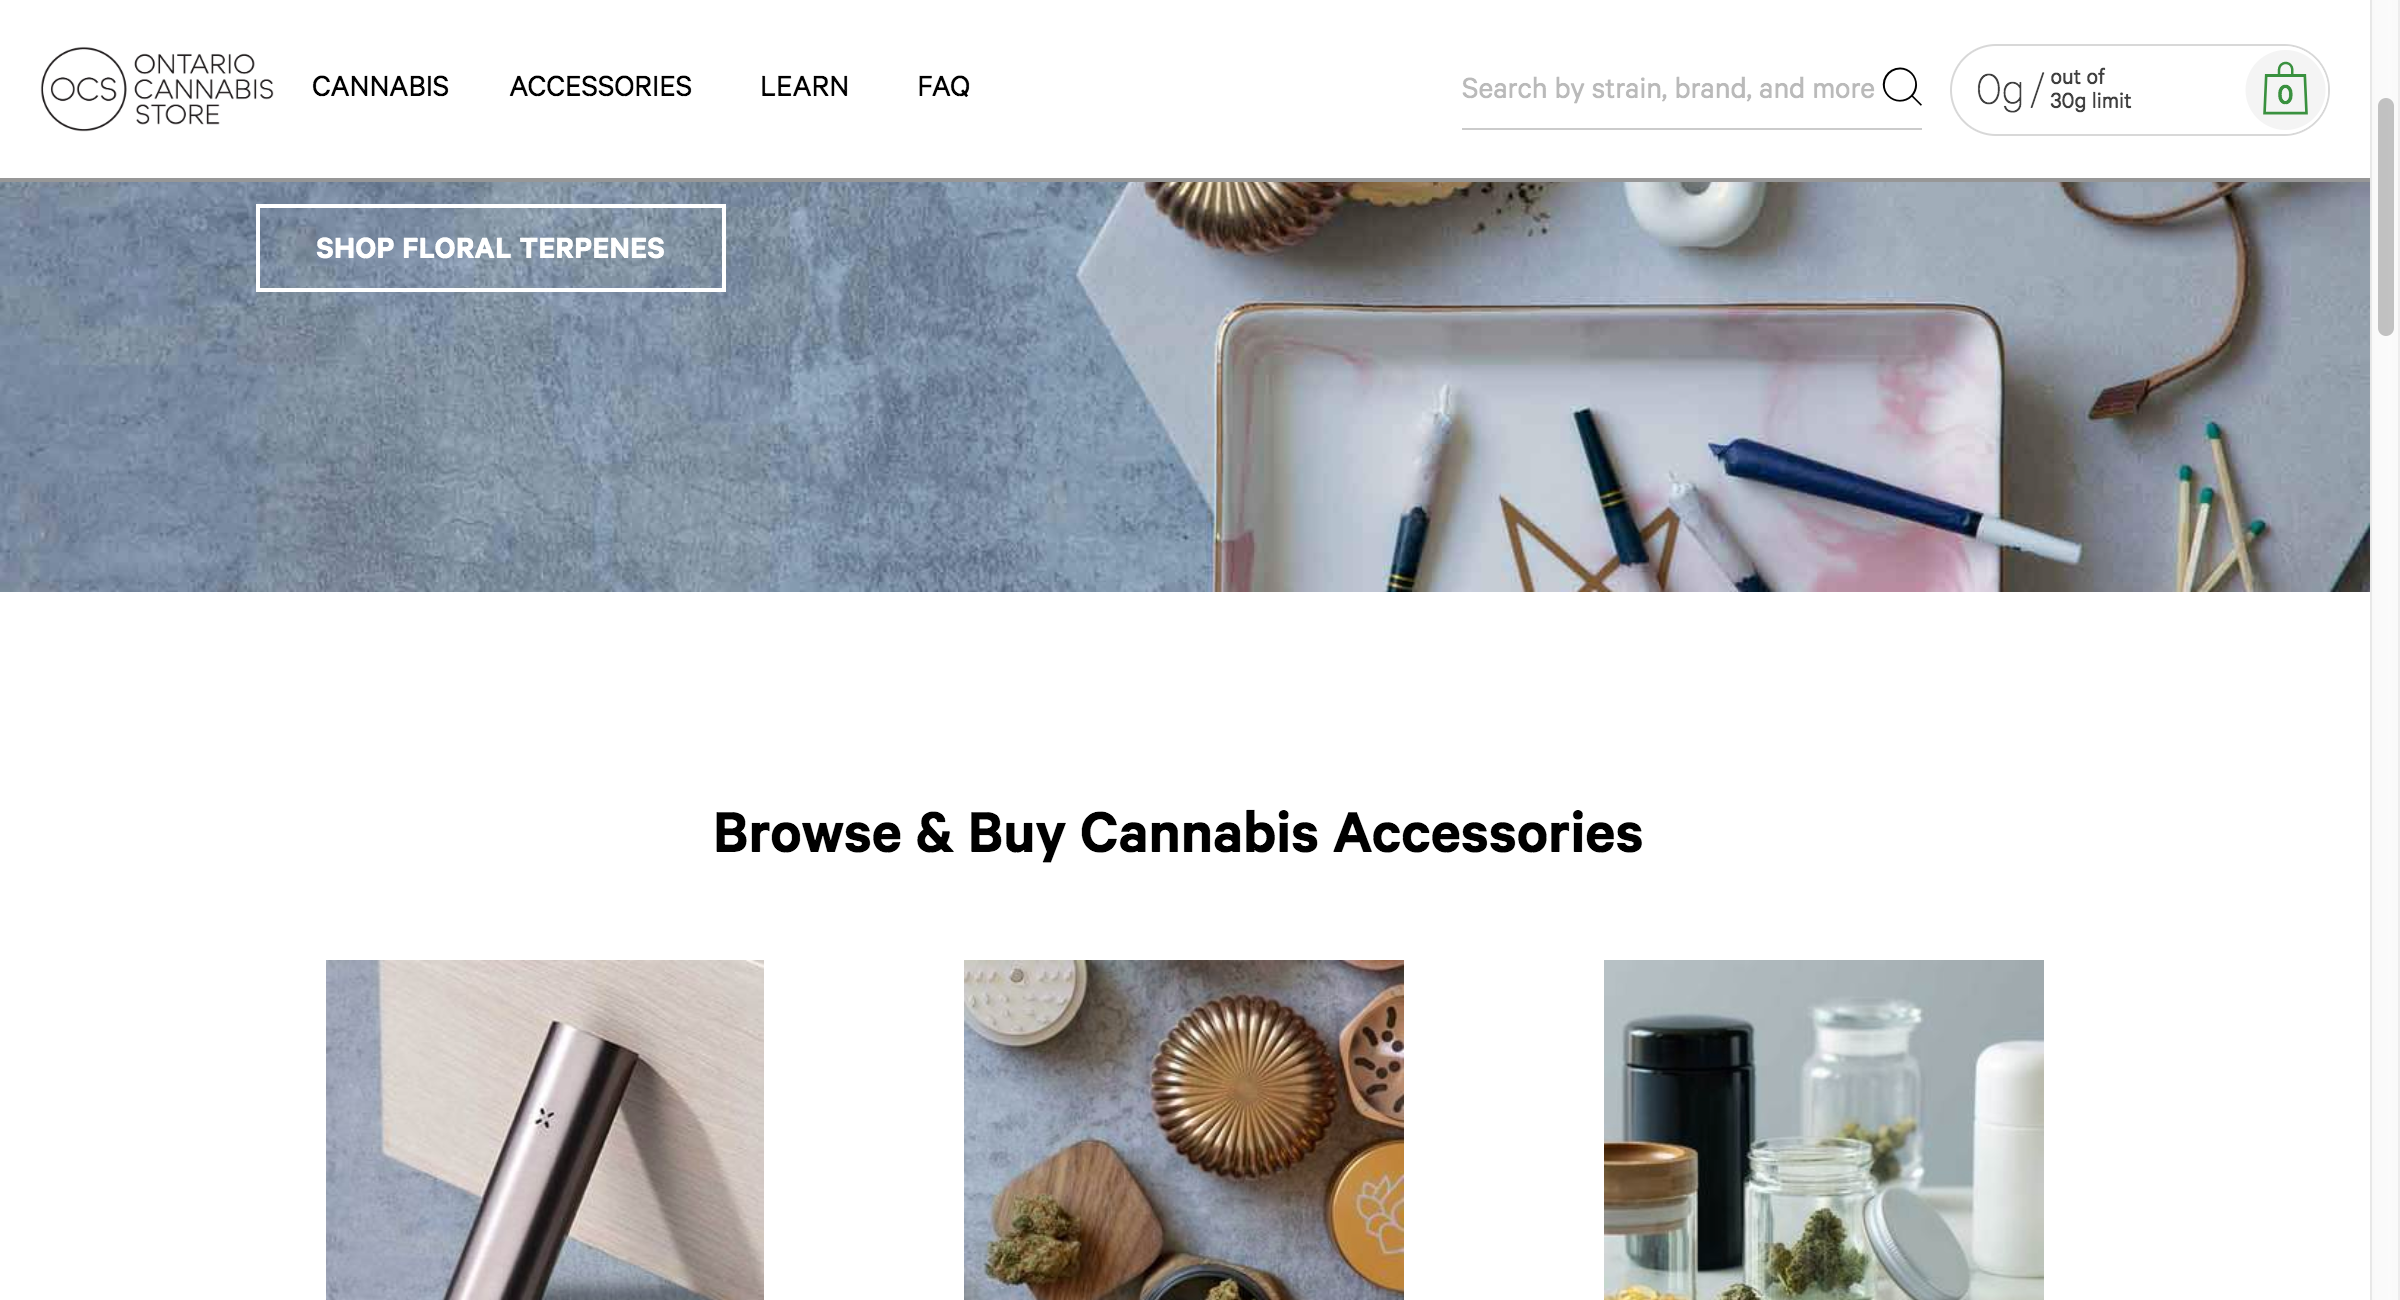 OCS ONTARIO
CANNABIS
STORE
CANNABIS
ACCESSORIES
LEARN
FAQ
Search by strain, brand, and more
0g / out of
30g limit
0
SHOP FLORAL TERPENES
Browse & Buy Cannabis Accessories